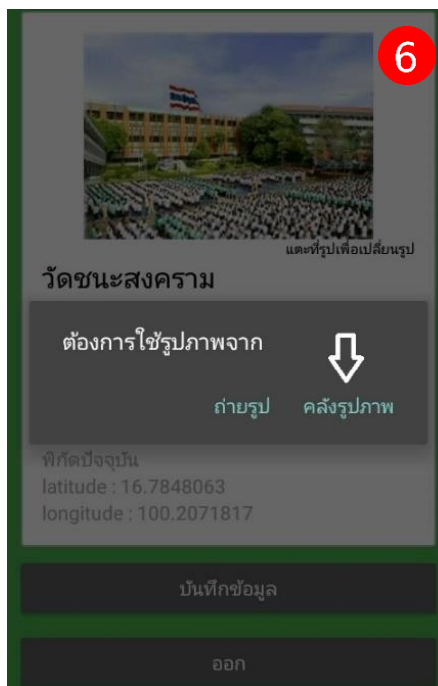 6
แตะที่รูปเพื่อเปลี่ยนรูป
วัดชนะสงคราม
ต้องการใช้รูปภาพจาก
ถ่ายรูป คลังรูปภาพ
พิกัดปัจจุบัน
latitude : 16.7848063
longitude : 100.2071817
บันทึกข้อมูล
ออก